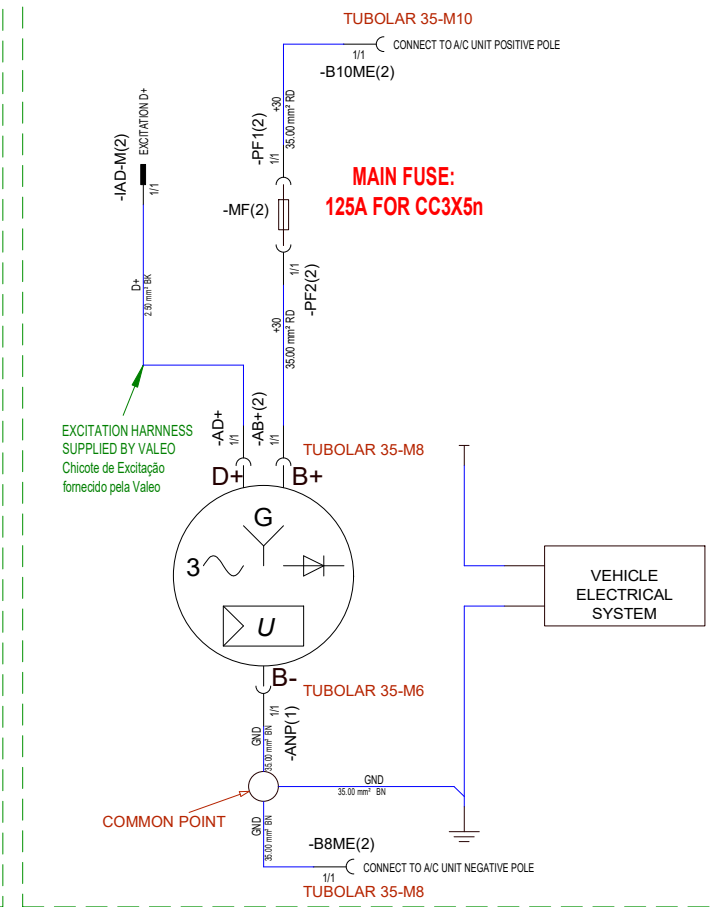 TUBOLAR 35-M10
CONNECT TO A/C UNIT POSITIVE POLE
1/1
-B10ME(2)
EXCITATION D+
-IAD-M(2)
1/1
+30
35.00 mm² RD
-PF1(2)
1/1
MAIN FUSE:
125A FOR CC3X5n
-MF(2)
1/1
-PF2(2)
D+
2.50 mm² BK
+30
35.00 mm² RD
EXCITATION HARNNESS
SUPPLIED BY VALEO
Chicote de Excitação
fornecido pela Valeo
-AD+
1/1
-AB+(2)
1/1
TUBOLAR 35-M8
D+
B+
G
3
U
VEHICLE
ELECTRICAL
SYSTEM
B-
TUBOLAR 35-M6
1/1
-ANP(1)
GND
35.00 mm² BN
GND
35.00 mm² BN
COMMON POINT
GND
35.00 mm² BN
-B8ME(2)
CONNECT TO A/C UNIT NEGATIVE POLE
1/1
TUBOLAR 35-M8